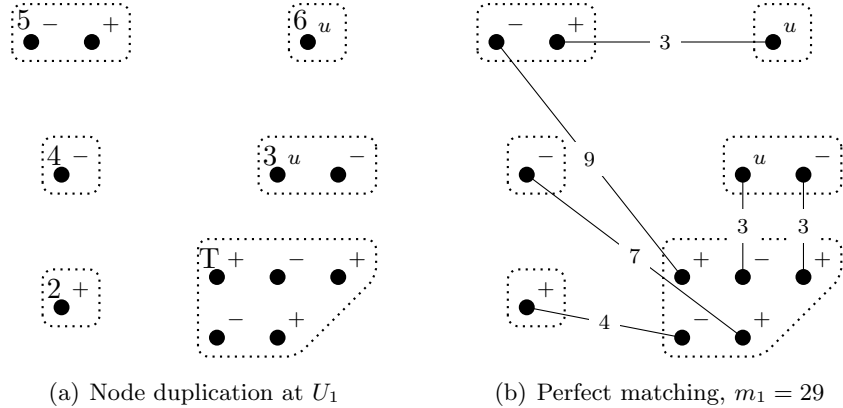 5 − + 6 u − + 3 u
4 − 3 u − − 9 u −
T + − + 7 3 3 + − +
2 + − + + 4 − +
(a) Node duplication at U₁ (b) Perfect matching, m₁ = 29